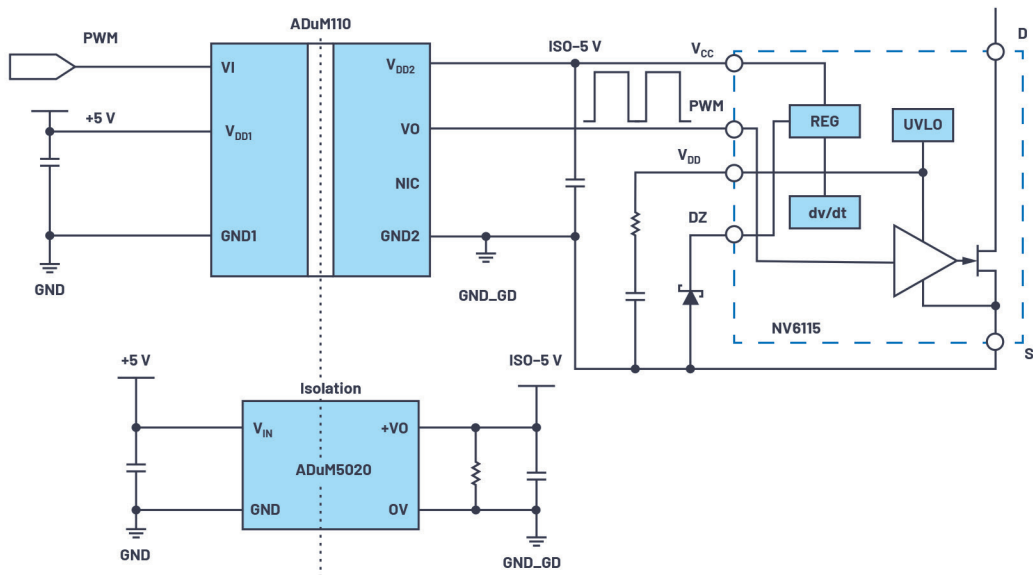 ADuM110
PWM
VI
VDD1
GND1
+5 V
GND
VDD2
VO
NIC
GND2
GND_GD
ISO-5 V
VCC
PWM
VDD
DZ
REG
dv/dt
UVLO
NV6115
D
S
+5 V
Isolation
VIN
GND
ADuM5020
+VO
OV
GND
ISO-5 V
GND_GD